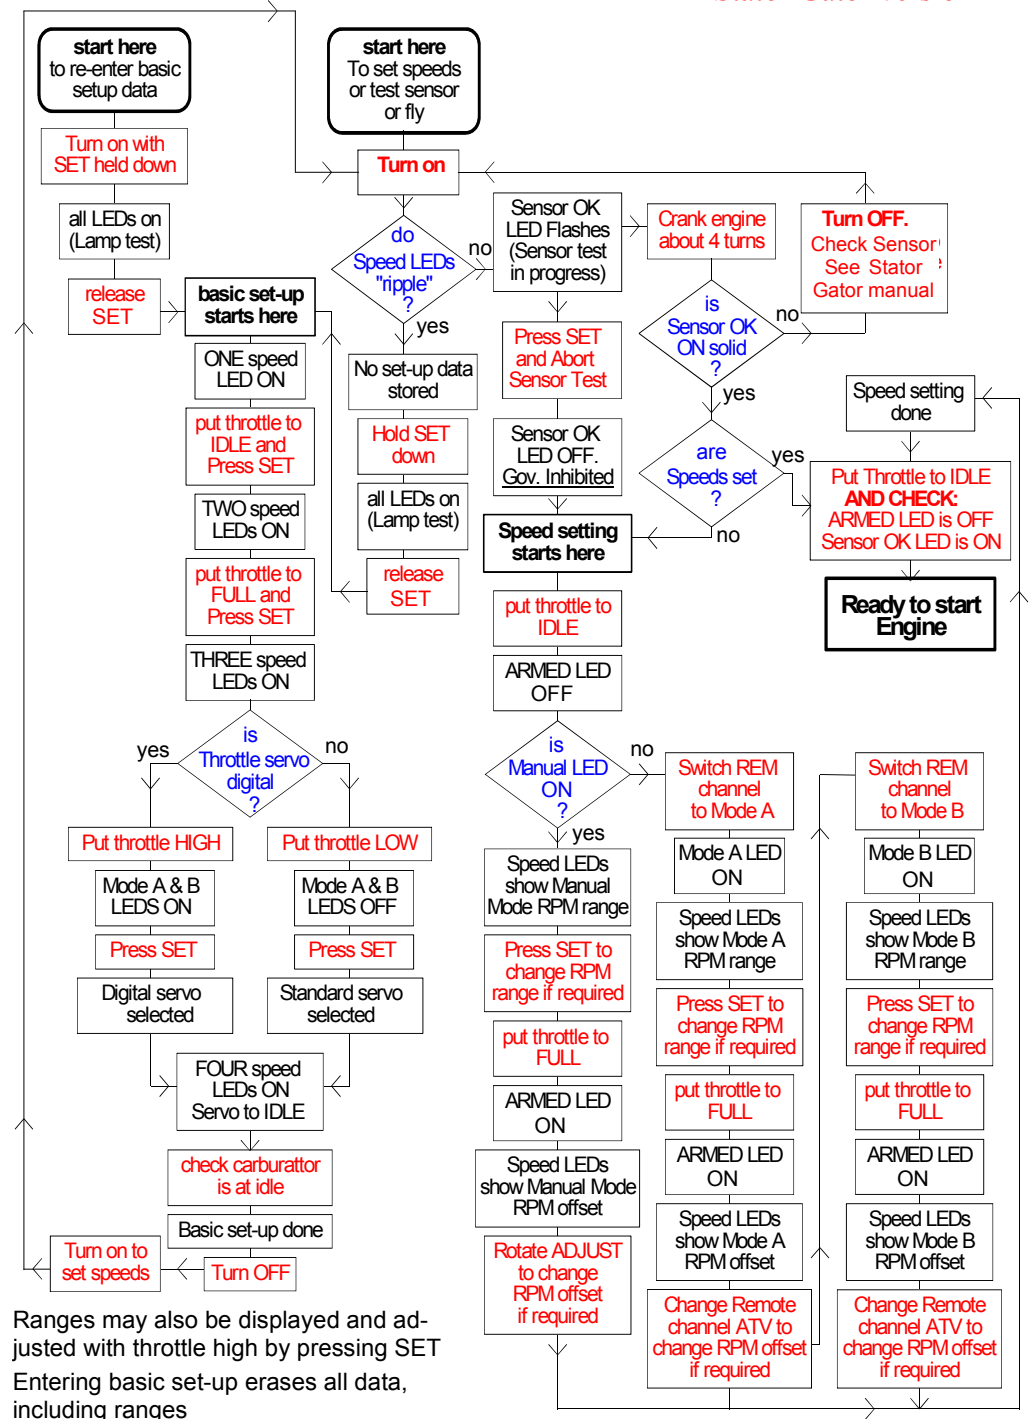 start here
to re-enter basic
setup data
Turn on with
SET held down
all LEDs on
(Lamp test)
release
SET
basic set-up
starts here
ONE speed
LED ON
put throttle to
IDLE and
Press SET
TWO speed
LEDs ON
put throttle to
FULL and
Press SET
THREE speed
LEDs ON
is
Throttle servo
digital
?
yes
no
Put throttle HIGH
Mode A & B
LEDS ON
Press SET
Digital servo
selected
Put throttle LOW
Mode A & B
LEDS OFF
Press SET
Standard servo
selected
FOUR speed
LEDs ON
Servo to IDLE
check carburattor
is at idle
Basic set-up done
Turn OFF
Turn on to
set speeds
start here
To set speeds
or test sensor
or fly
Turn on
do
Speed LEDs
"ripple"
?
no
yes
No set-up data
stored
Hold SET
down
all LEDs on
(Lamp test)
release
SET
Sensor OK
LED Flashes
(Sensor test
in progress)
Press SET
and Abort
Sensor Test
Sensor OK
LED OFF.
Gov. Inhibited
Speed setting
starts here
Crank engine
about 4 turns
is
Sensor OK
ON solid
?
no
yes
Turn OFF.
Check Sensor
See Stator
Gator manual
are
Speeds set
?
yes
no
Speed setting
done
Put Throttle to IDLE
AND CHECK:
ARMED LED is OFF
Sensor OK LED is ON
Ready to start
Engine
put throttle to
IDLE
ARMED LED
OFF
is
Manual LED
ON
?
no
yes
Speed LEDs
show Manual
Mode RPM range
Press SET to
change RPM
range if required
put throttle to
FULL
ARMED LED
ON
Speed LEDs
show Manual Mode
RPM offset
Rotate ADJUST
to change
RPM offset
if required
Switch REM
channel
to Mode A
Mode A LED
ON
Speed LEDs
show Mode A
RPM range
Press SET to
change RPM
range if required
put throttle to
FULL
ARMED LED
ON
Speed LEDs
show Mode A
RPM offset
Change Remote
channel ATV to
change RPM offset
if required
Switch REM
channel
to Mode B
Mode B LED
ON
Speed LEDs
show Mode B
RPM range
Press SET to
change RPM
range if required
put throttle to
FULL
ARMED LED
ON
Speed LEDs
show Mode B
RPM offset
Change Remote
channel ATV to
change RPM offset
if required
Ranges may also be displayed and ad-
justed with throttle high by pressing SET
Entering basic set-up erases all data,
including ranges